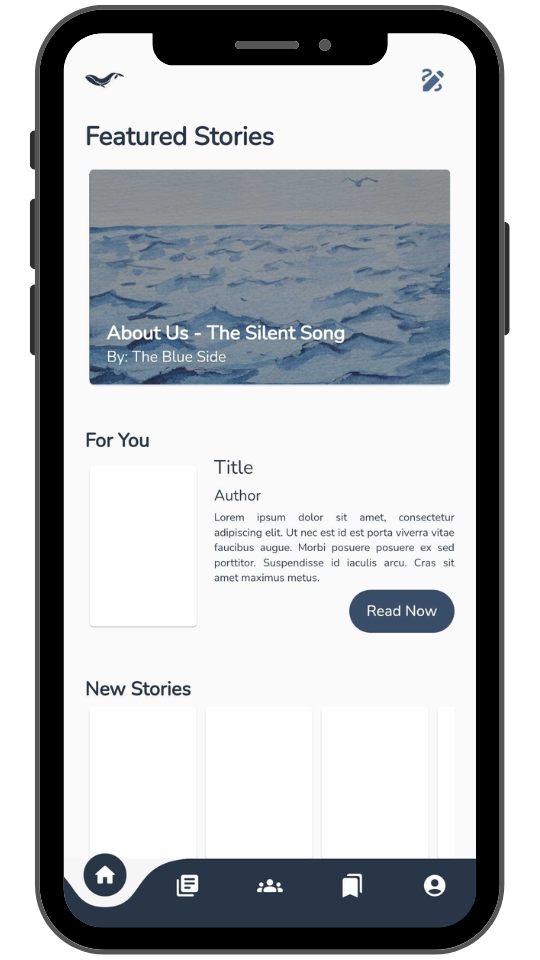 Featured Stories
About Us - The Silent Song
By: The Blue Side
For You
Title
Author
Lorem ipsum dolor sit amet, consectetur
adipiscing elit. Ut nec est id est porta viverra vitae
faucibus augue. Morbi posuere posuere ex sed
porttitor. Suspendisse id iaculis arcu. Cras sit
amet maximus metus.
Read Now
New Stories